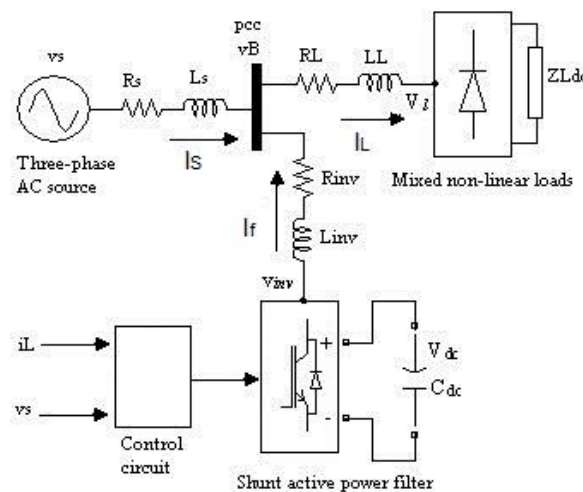 pcc
vB
vs
Rs
Ls
RL
LL
V l
ZLdc
Is
IL
Three-phase
AC source
Mixed non-linear loads
Rinv
If
Linv
vinv
iL
vs
+
-
V dc
C dc
Control
circuit
Shunt active power filter